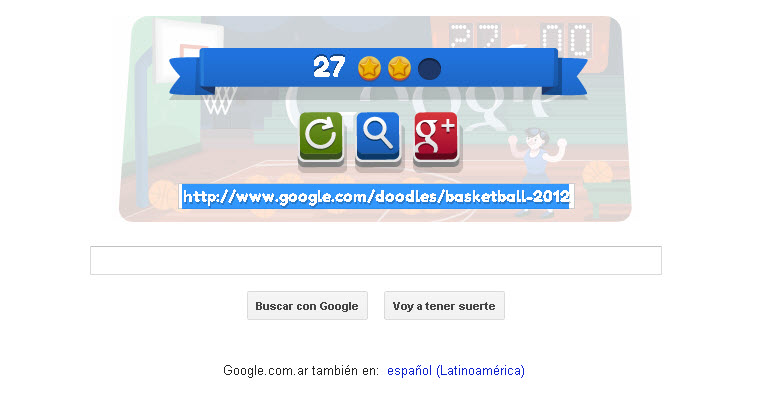 27 00
27
Google
g+
http://www.google.com/doodles/basketball-2012
Buscar con Google
Voy a tener suerte
Google.com.ar también en: español (Latinoamérica)